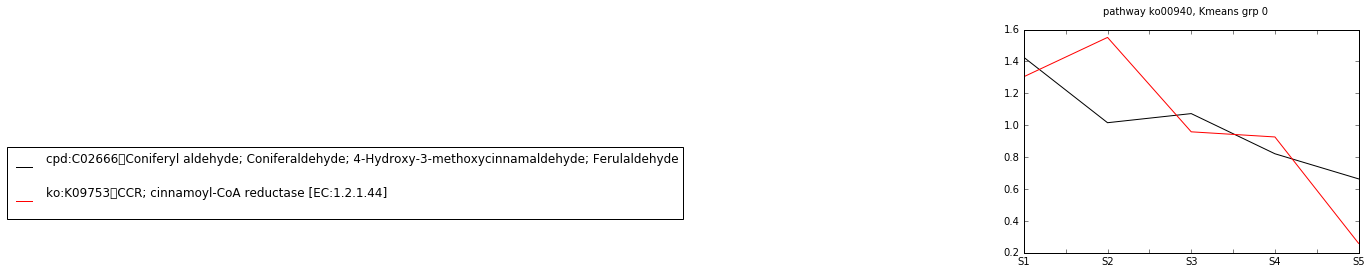 pathway ko00940, Kmeans grp 0
1.6
1.4
1.2
1.0
0.8
0.6
0.4
0.2
S1 S2 S3 S4 S5
cpd:C02666▯Coniferyl aldehyde; Coniferaldehyde; 4-Hydroxy-3-methoxycinnamaldehyde; Ferulaldehyde
ko:K09753▯CCR; cinnamoyl-CoA reductase [EC:1.2.1.44]